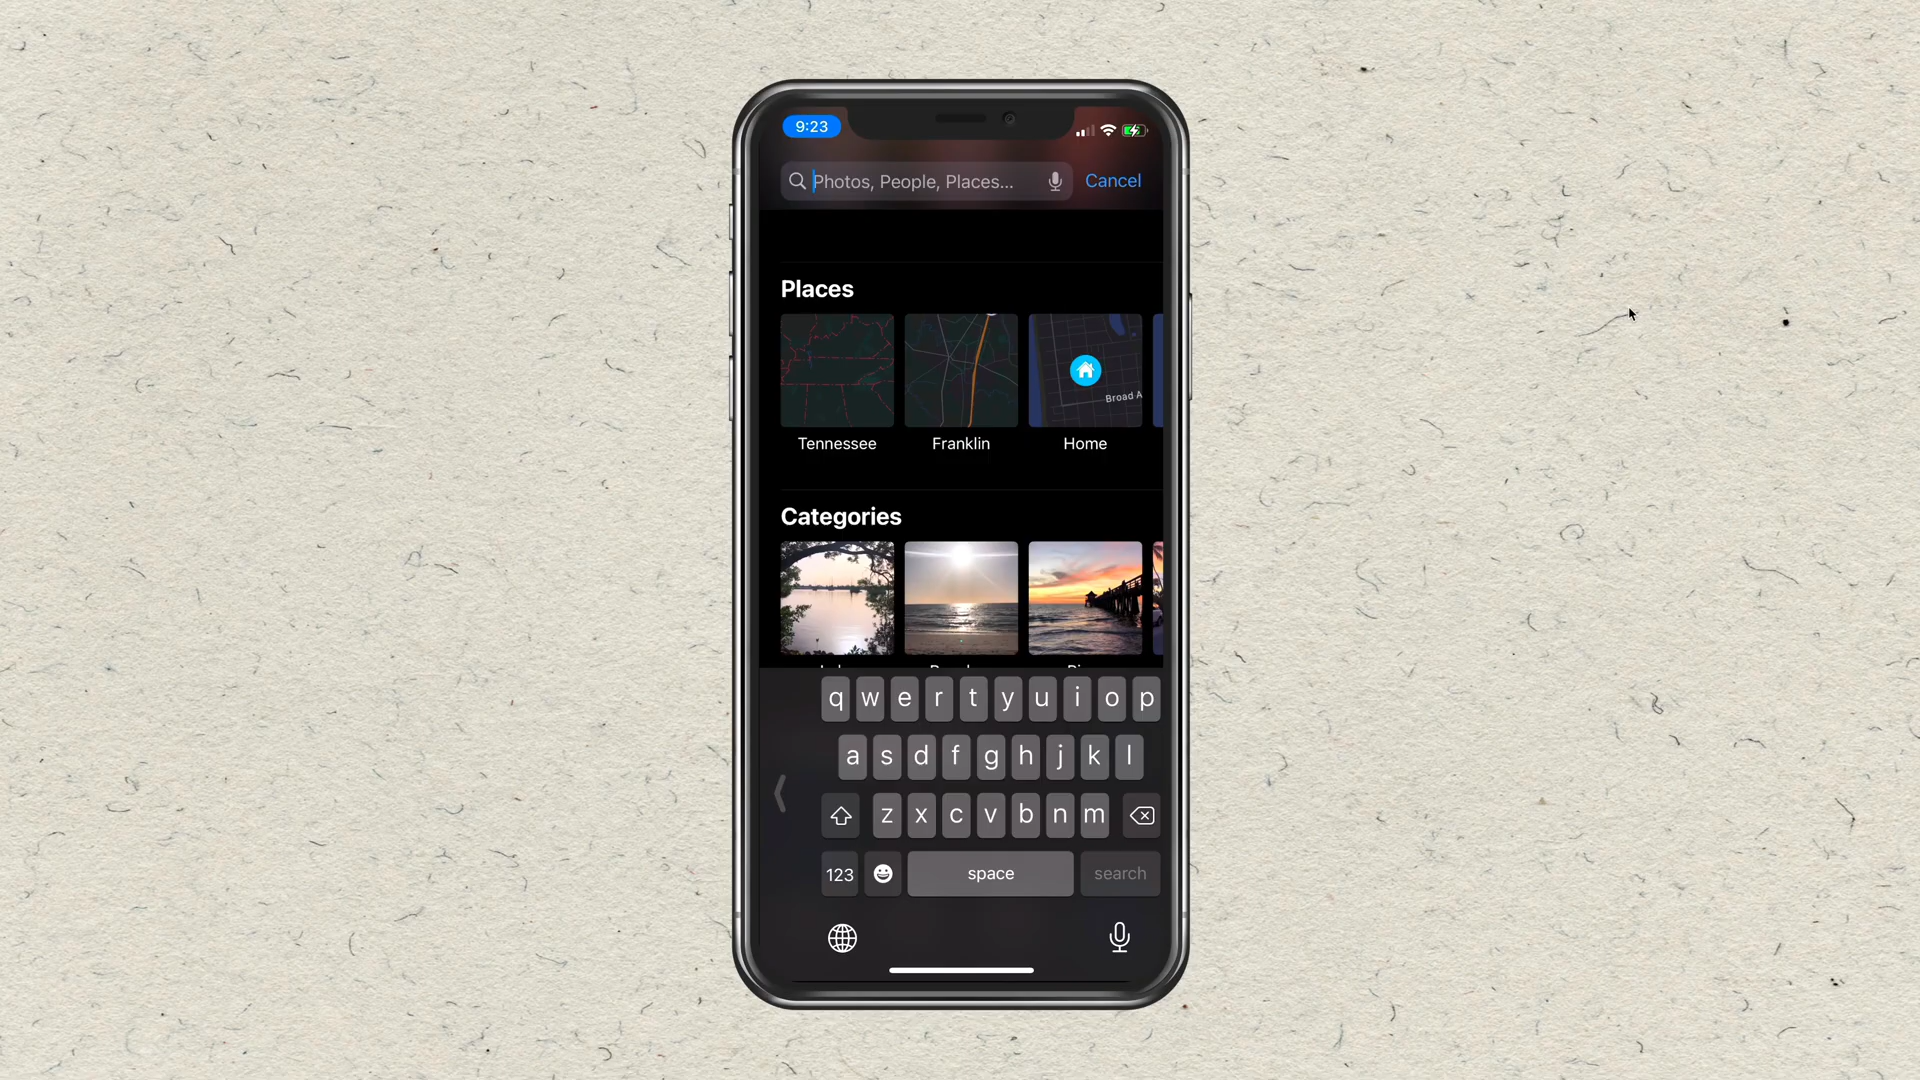 9:23
Photos, People, Places...
Cancel
Places
Broad A
Tennessee
Franklin
Home
Categories
q w e r t y u i o p
a s d f g h j k l
z x c v b n m
123
space
search